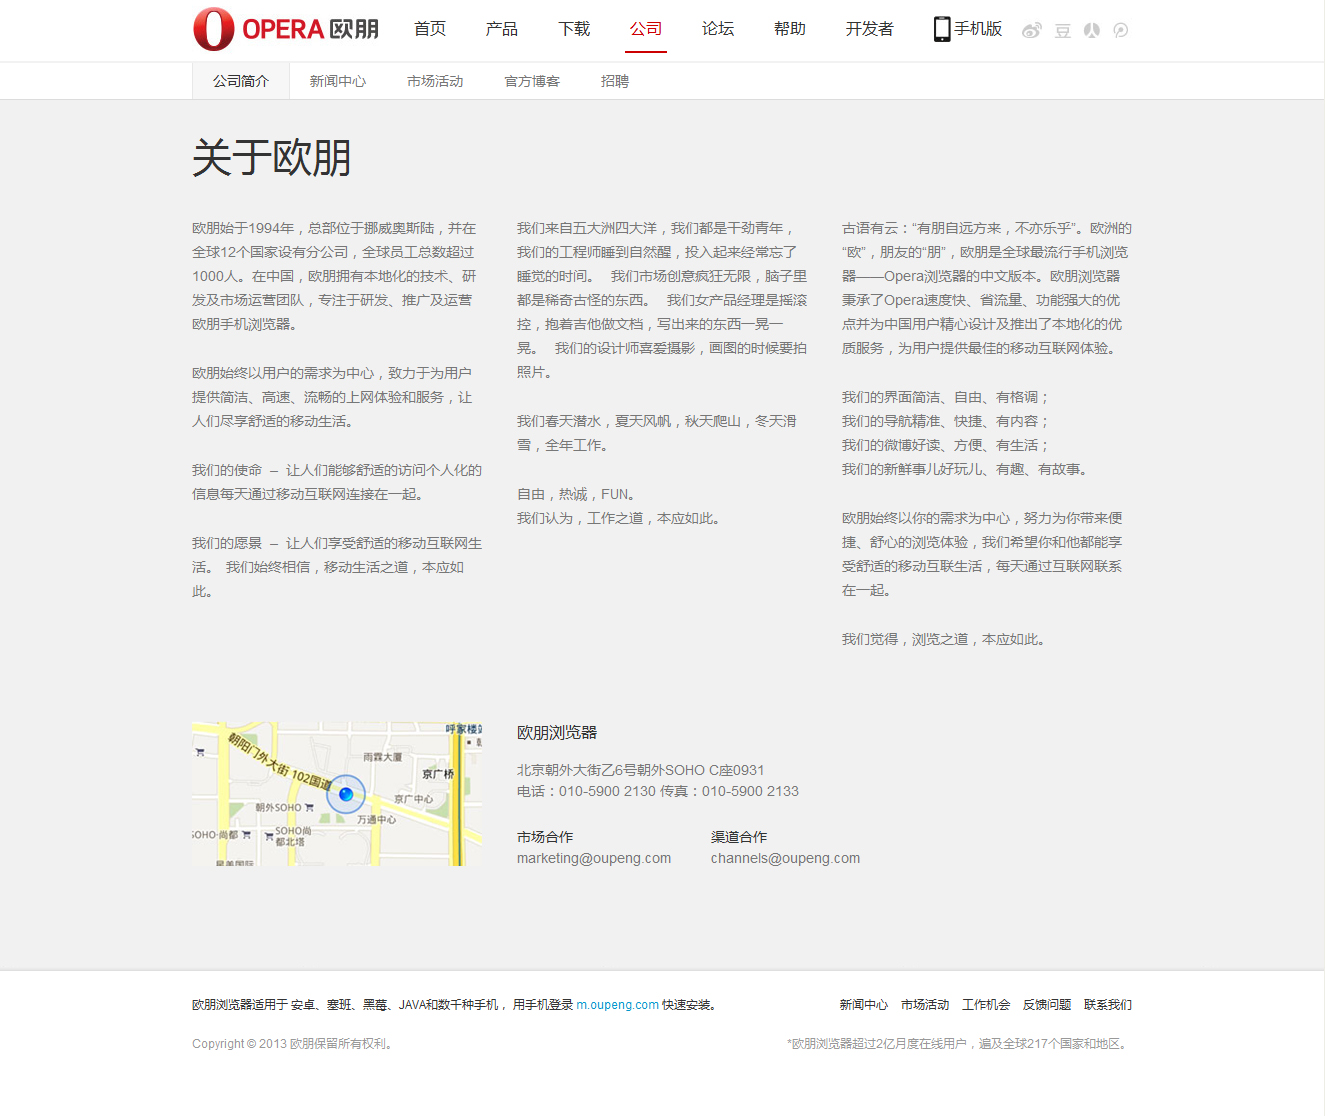 OPERA 欧朋 首页 产品 下载 公司 论坛 帮助 开发者 手机版
公司简介 新闻中心 市场活动 官方博客 招聘
关于欧朋
欧朋始于1994年，总部位于挪威奥斯陆，并在
全球12个国家设有分公司，全球员工总数超过
1000人。在中国，欧朋拥有本地化的技术、研
发及市场运营团队，专注于研发、推广及运营
欧朋手机浏览器。
欧朋始终以用户的需求为中心，致力于为用户
提供简洁、高速、流畅的上网体验和服务，让
人们尽享舒适的移动生活。
我们的使命 – 让人们能够舒适的访问个人化的
信息每天通过移动互联网连接在一起。
我们的愿景 – 让人们享受舒适的移动互联网生
活。 我们始终相信，移动生活之道，本应如
此。
我们来自五大洲四大洋，我们都是干劲青年，
我们的工程师睡到自然醒，投入起来经常忘了
睡觉的时间。 我们市场创意疯狂无限，脑子里
都是稀奇古怪的东西。 我们女产品经理是摇滚
控，抱着吉他做文档，写出来的东西一晃一
晃。 我们的设计师喜爱摄影，画图的时候要拍
照片。
我们春天潜水，夏天风帆，秋天爬山，冬天滑
雪，全年工作。
自由，热诚，FUN。
我们认为，工作之道，本应如此。
古语有云：“有朋自远方来，不亦乐乎”。欧洲的
“欧”，朋友的“朋”，欧朋是全球最流行手机浏览
器——Opera浏览器的中文版本。欧朋浏览器
秉承了Opera速度快、省流量、功能强大的优
点并为中国用户精心设计及推出了本地化的优
质服务，为用户提供最佳的移动互联网体验。
我们的界面简洁、自由、有格调；
我们的导航精准、快捷、有内容；
我们的微博好读、方便、有生活；
我们的新鲜事儿好玩儿、有趣、有故事。
欧朋始终以你的需求为中心，努力为你带来便
捷、舒心的浏览体验，我们希望你和他都能享
受舒适的移动互联生活，每天通过互联网联系
在一起。
我们觉得，浏览之道，本应如此。
呼家楼
朝阳门外大街 102国道
雨霖大厦
京广桥
京广中心
朝外SOHO
万通中心
SOHO尚都
SOHO尚
都北塔
昆泰国际
欧朋浏览器
北京朝外大街乙6号朝外SOHO C座0931
电话：010-5900 2130 传真：010-5900 2133
市场合作 渠道合作
marketing@oupeng.com channels@oupeng.com
欧朋浏览器适用于 安卓、塞班、黑莓、JAVA和数千种手机， 用手机登录 m.oupeng.com 快速安装。
新闻中心 市场活动 工作机会 反馈问题 联系我们
Copyright © 2013 欧朋保留所有权利。
*欧朋浏览器超过2亿月度在线用户，遍及全球217个国家和地区。